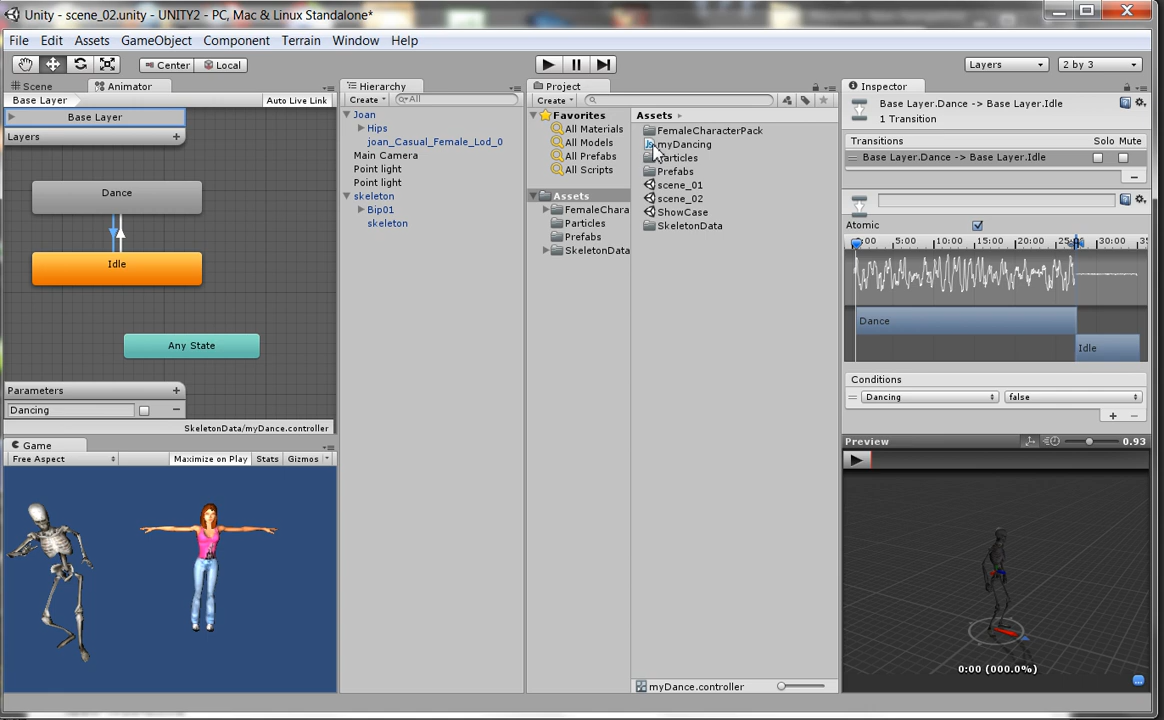 Unity - scene_02.unity - UNITY2 - PC, Mac & Linux Standalone*
File Edit Assets GameObject Component Terrain Window Help
Center Local
Layers
2 by 3
Scene Animator
Base Layer
Auto Live Link
Base Layer
Layers +
Dance
Idle
Any State
Parameters +
Dancing
SkeletonData/myDance.controller
Game
Free Aspect Maximize on Play Stats Gizmos
Hierarchy
Create All
Joan
Hips
joan_Casual_Female_Lod_0
Main Camera
Point light
Point light
skeleton
Bip01
skeleton
Project
Create
Favorites
All Materials
All Models
All Prefabs
All Scripts
Assets
FemaleChara
Particles
Prefabs
SkeletonData
Assets
FemaleCharacterPack
myDancing
articles
Prefabs
scene_01
scene_02
ShowCase
SkeletonData
myDance.controller
Inspector
Base Layer.Dance -> Base Layer.Idle
1 Transition
Transitions Solo Mute
Base Layer.Dance -> Base Layer.Idle
Atomic
:00 5:00 10:00 15:00 20:00 25: 30:00 35
Dance
Idle
Conditions
Dancing false
Preview 0.93
0:00 (000.0%)